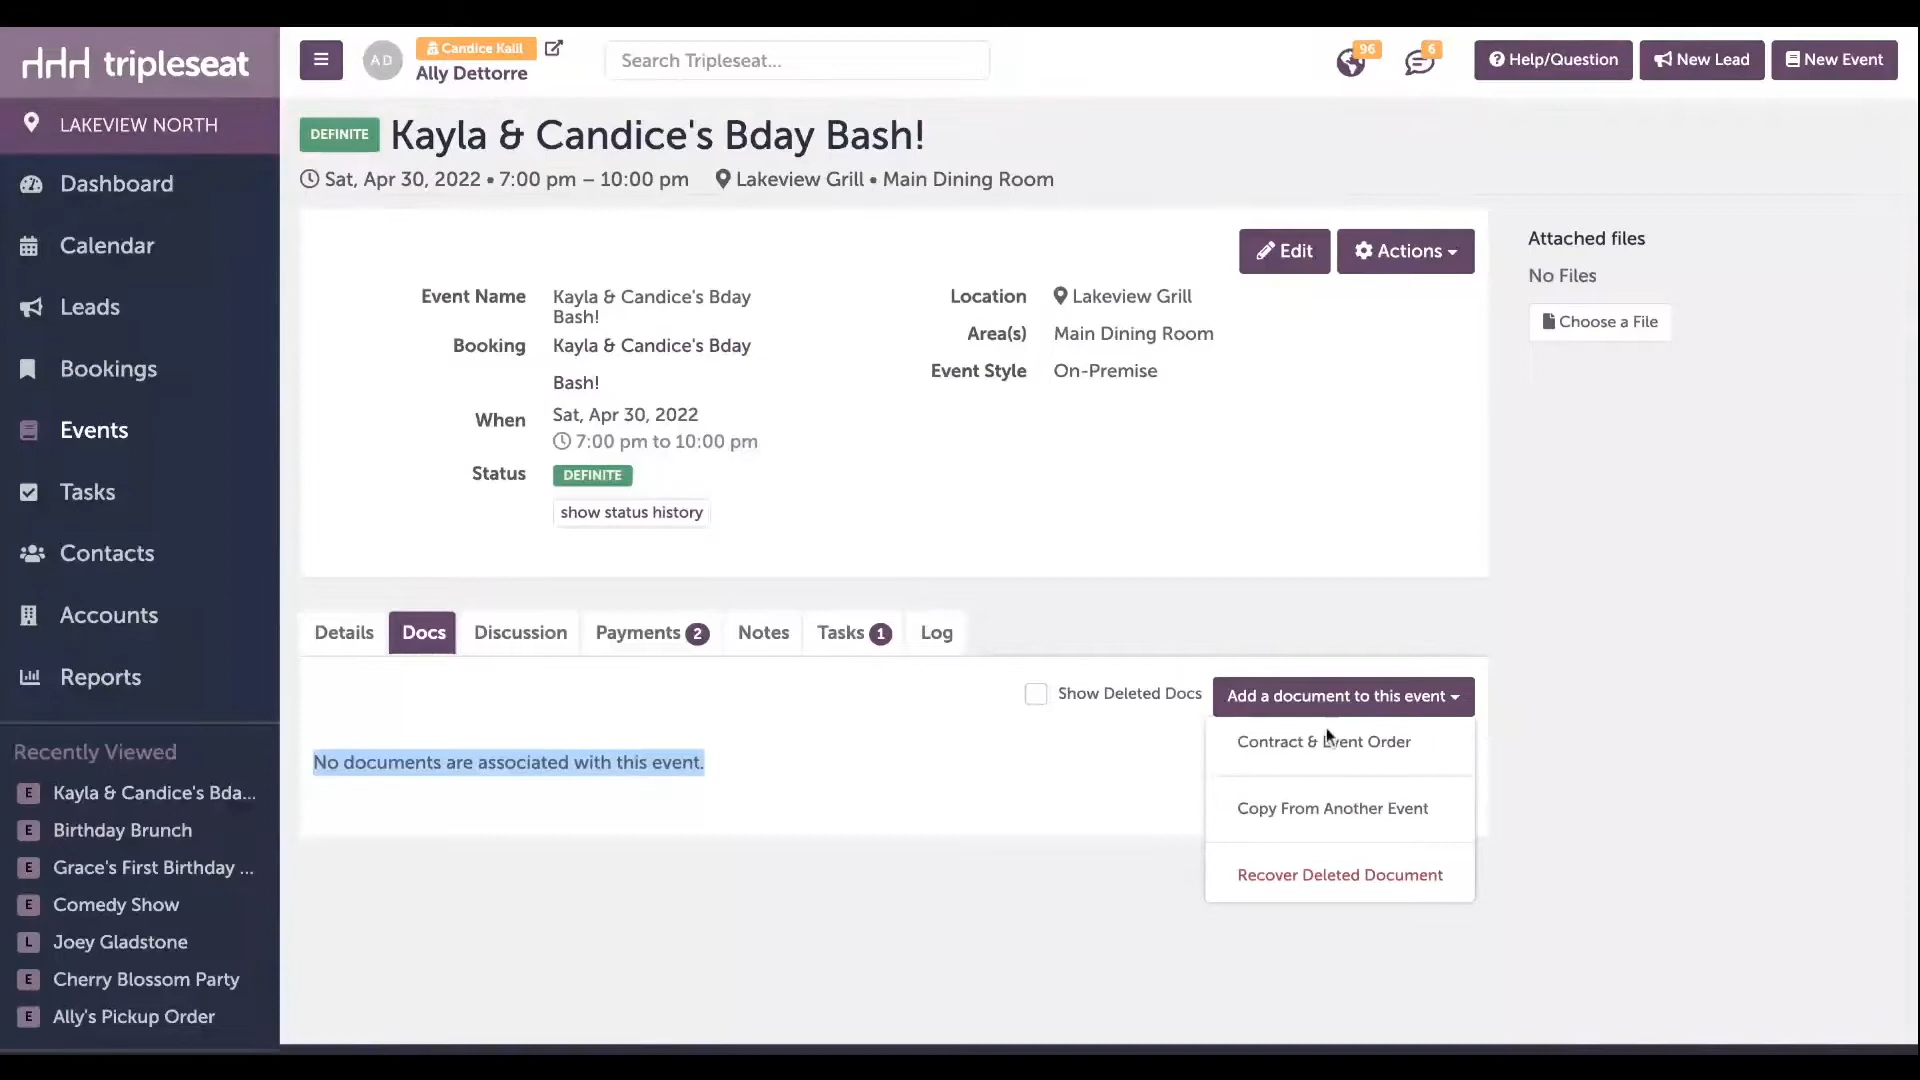 tripleseat
AD
Candice Kalil
Ally Dettorre
Search Tripleseat...
96
6
Help/Question
New Lead
New Event
LAKEVIEW NORTH
Dashboard
Calendar
Leads
Bookings
Events
Tasks
Contacts
Accounts
Reports
Recently Viewed
E Kayla & Candice's Bda...
E Birthday Brunch
E Grace's First Birthday ...
E Comedy Show
L Joey Gladstone
E Cherry Blossom Party
E Ally's Pickup Order
DEFINITE Kayla & Candice's Bday Bash!
Sat, Apr 30, 2022 • 7:00 pm – 10:00 pm Lakeview Grill • Main Dining Room
Edit
Actions
Event Name Kayla & Candice's Bday
Bash!
Booking Kayla & Candice's Bday
Bash!
When Sat, Apr 30, 2022
7:00 pm to 10:00 pm
Status DEFINITE
show status history
Location Lakeview Grill
Area(s) Main Dining Room
Event Style On-Premise
Attached files
No Files
Choose a File
Details Docs Discussion Payments 2 Notes Tasks 1 Log
Show Deleted Docs
Add a document to this event
No documents are associated with this event.
Contract & Event Order
Copy From Another Event
Recover Deleted Document